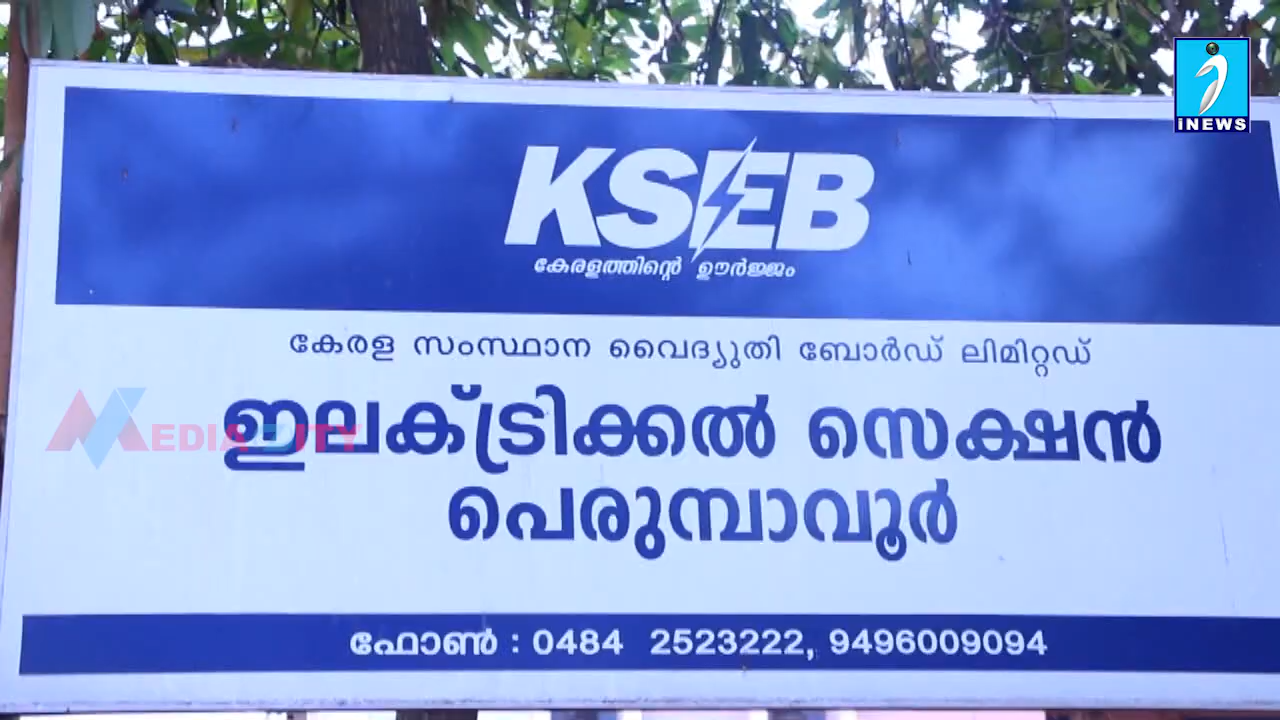 iNEWS
KSEB
കേരളത്തിന്റെ ഊർജ്ജം
കേരള സംസ്ഥാന വൈദ്യുതി ബോർഡ് ലിമിറ്റഡ്
ഇലക്ട്രിക്കൽ സെക്ഷൻ
പെരുമ്പാവൂർ
ഫോൺ : 0484 2523222, 9496009094